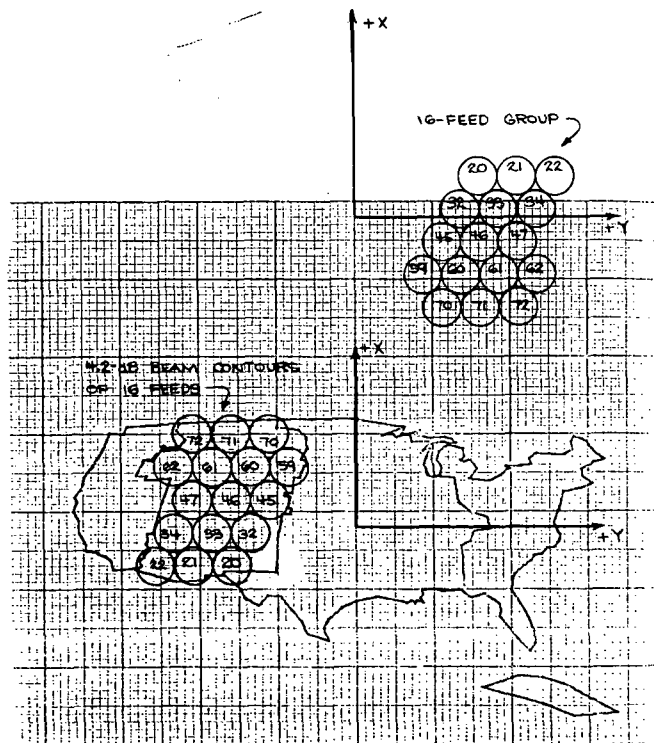 +X
16-FEED GROUP
20 21 22
32 33 34
+Y
45 46 47
59 60 61 62
70 71 72
+X
4.2-dB BEAM CONTOURS
OF 16 FEEDS
72 71 70
62 61 60 59
47 46 45
34 33 32
+Y
22 21 20